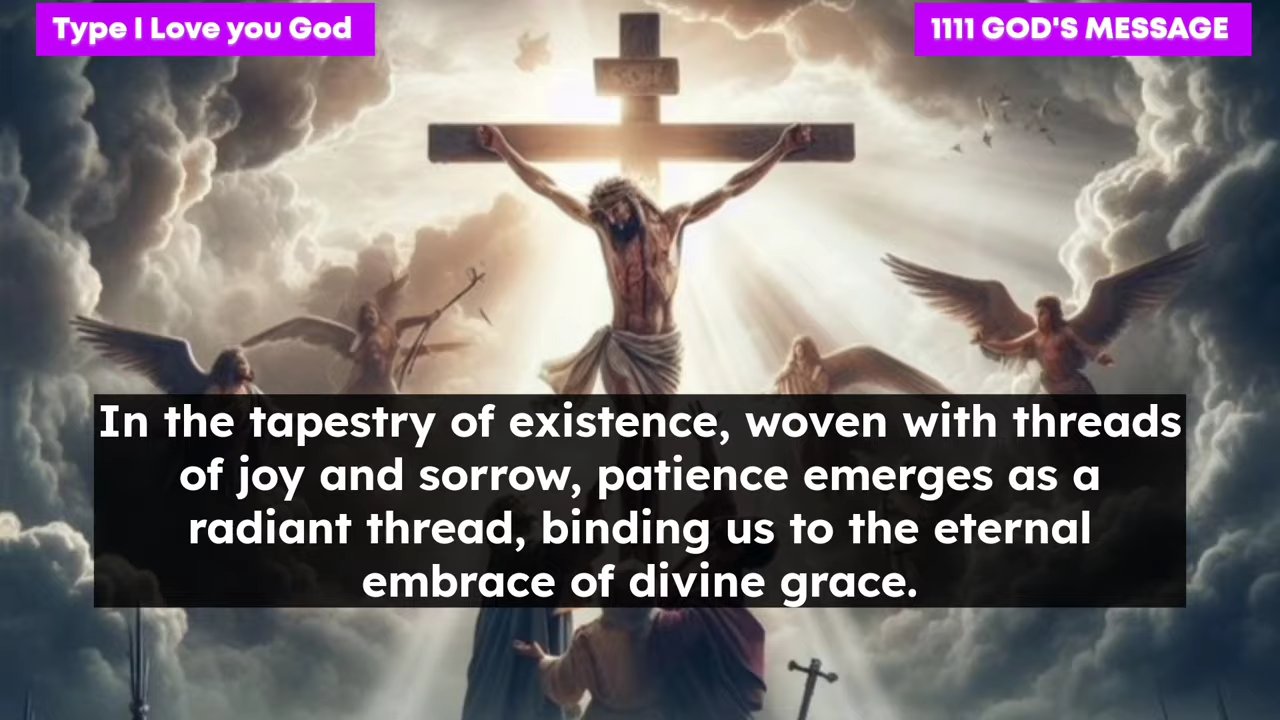 Type I Love you God
1111 GOD'S MESSAGE
In the tapestry of existence, woven with threads
of joy and sorrow, patience emerges as a
radiant thread, binding us to the eternal
embrace of divine grace.